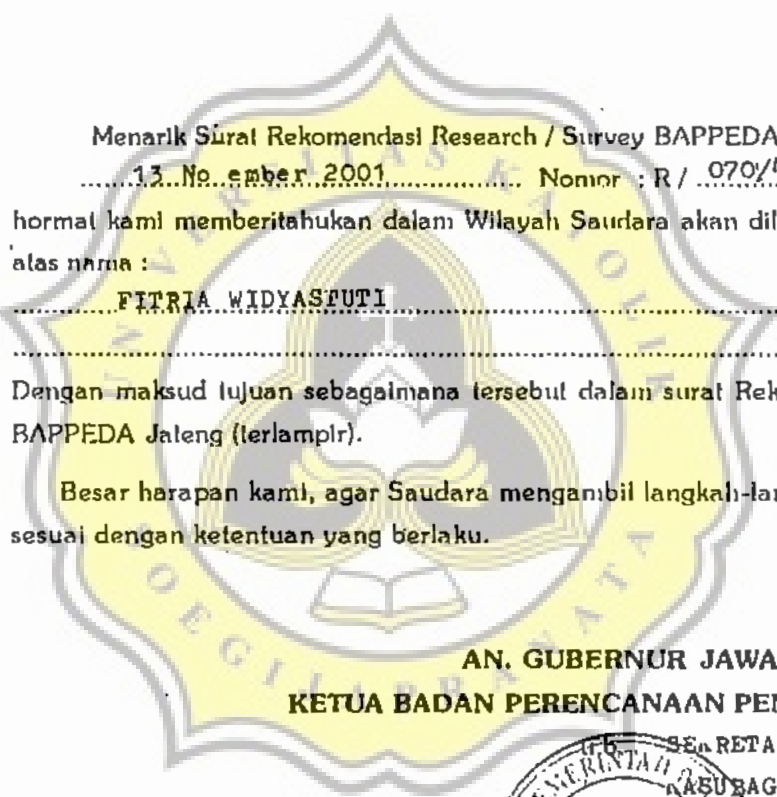 Menarik Surat Rekomendasi Research / Survey BAPPEDA
13 No ember 2001 Nomor : R / 070/
hormat kami memberitahukan dalam Wilayah Saudara akan dil
atas nama :
FITRIA WIDYASTUTI
Dengan maksud tujuan sebagaimana tersebut dalam surat Rek
BAPPEDA Jateng (terlampir).
Besar harapan kami, agar Saudara mengambil langkah-lan
sesuai dengan ketentuan yang berlaku.
AN. GUBERNUR JAWA
KETUA BADAN PERENCANAAN PE
SEKRETA
KASUBAG
UNIVERSITAS KATOLIK
SOEGIJAPRANATA